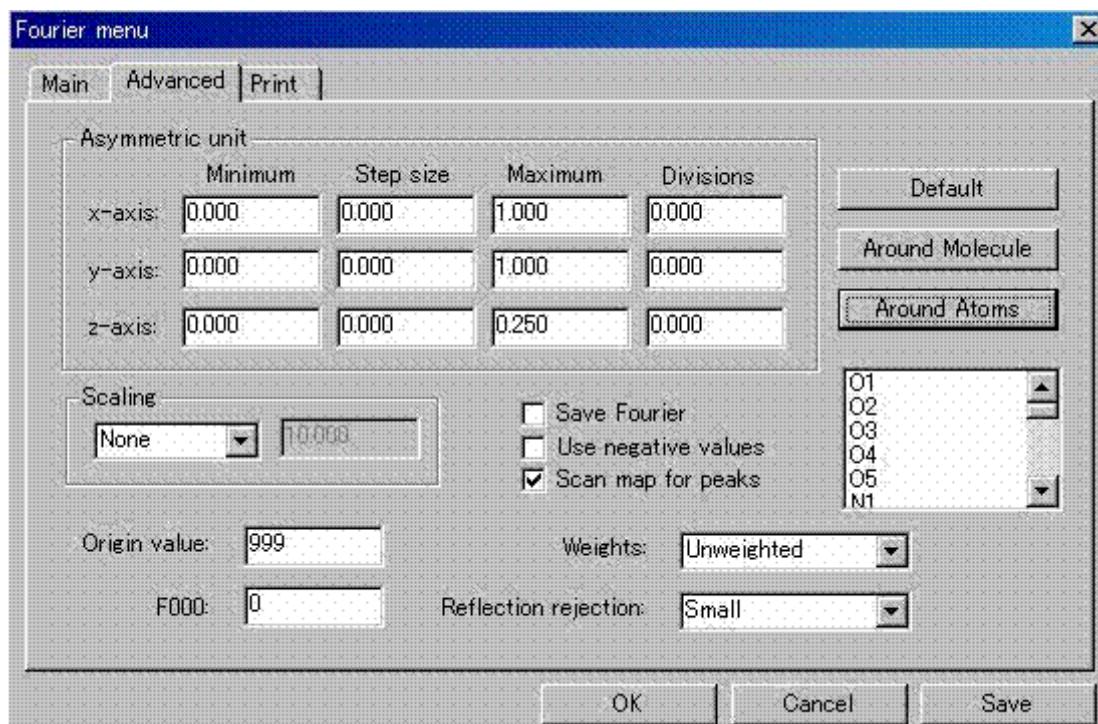 Fourier menu
Main Advanced Print
Asymmetric unit
Minimum Step size Maximum Divisions
x-axis: 0.000 0.000 1.000 0.000
y-axis: 0.000 0.000 1.000 0.000
z-axis: 0.000 0.000 0.250 0.000
Default
Around Molecule
Around Atoms
Scaling
None 10.000
Save Fourier
Use negative values
Scan map for peaks
O1
O2
O3
O4
O5
N1
Origin value: 999
Weights: Unweighted
F000: 0
Reflection rejection: Small
OK Cancel Save